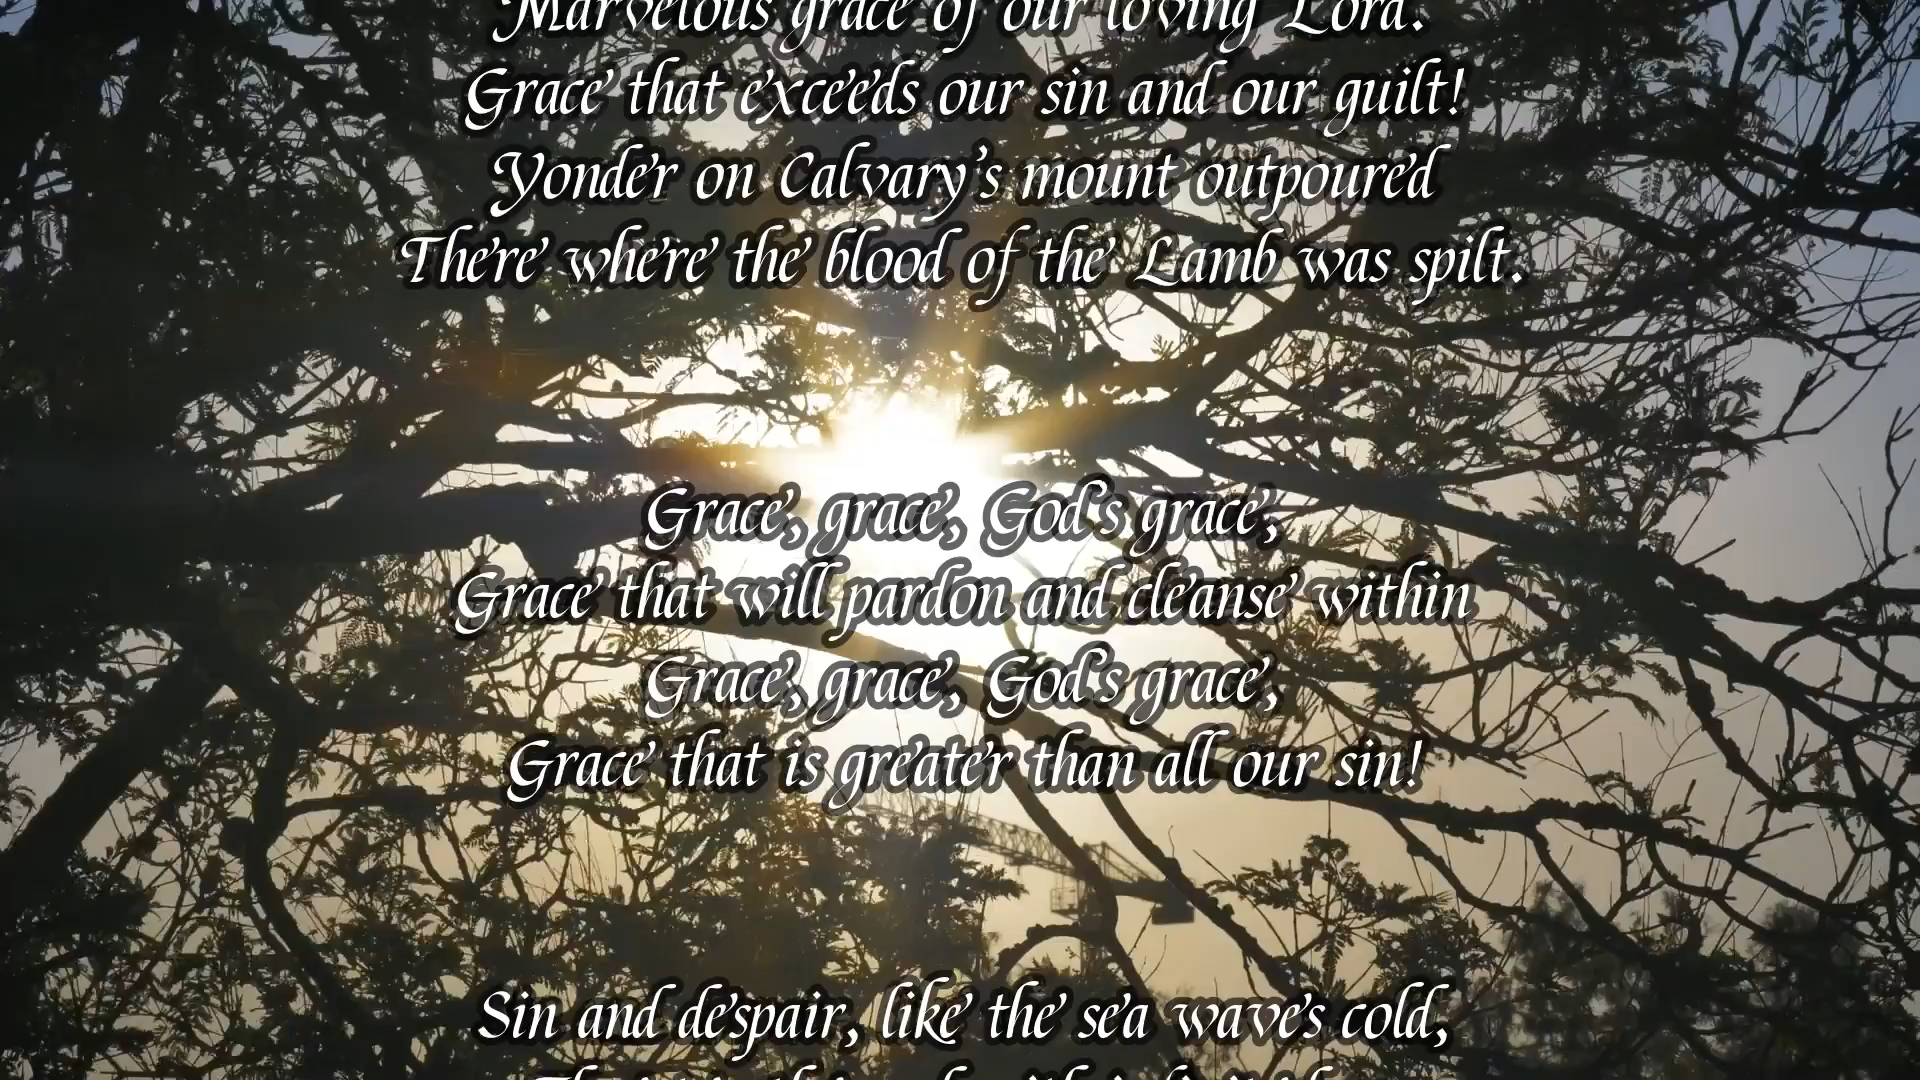 Marvelous grace of our loving Lord.
Grace that exceeds our sin and our guilt!
Yonder on Calvary's mount outpoured
There where the blood of the Lamb was spilt.
Grace, grace, God's grace,
Grace that will pardon and cleanse within
Grace, grace, God's grace,
Grace that is greater than all our sin!
Sin and despair, like the sea waves cold,